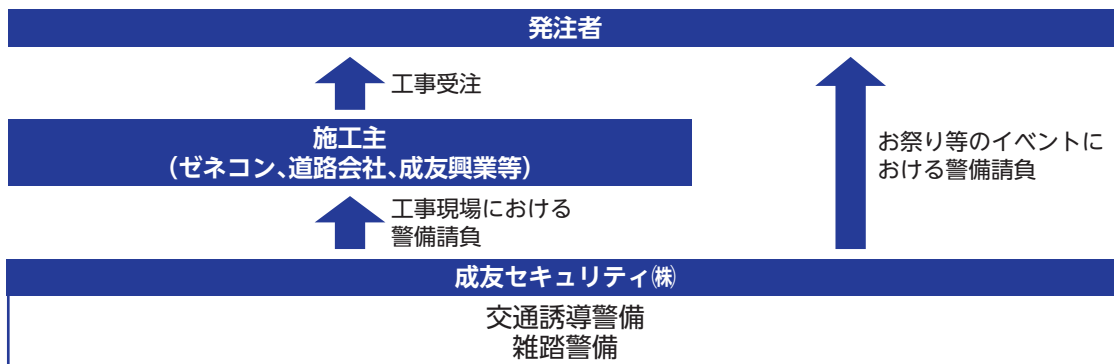 発注者
工事受注
施工主
（ゼネコン、道路会社、成友興業等）
お祭り等のイベントに
おける警備請負
工事現場における
警備請負
成友セキュリティ㈱
交通誘導警備
雑踏警備